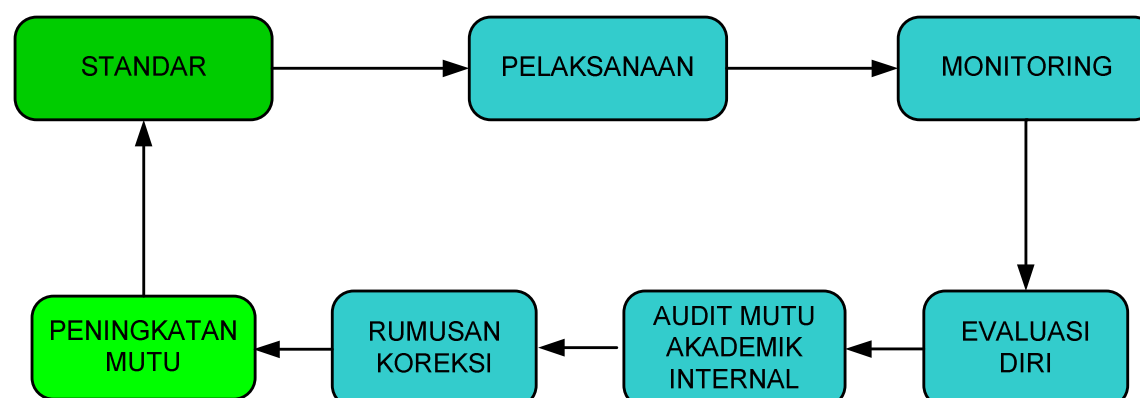 STANDAR
PELAKSANAAN
MONITORING
PENINGKATAN
MUTU
RUMUSAN
KOREKSI
AUDIT MUTU
AKADEMIK
INTERNAL
EVALUASI
DIRI